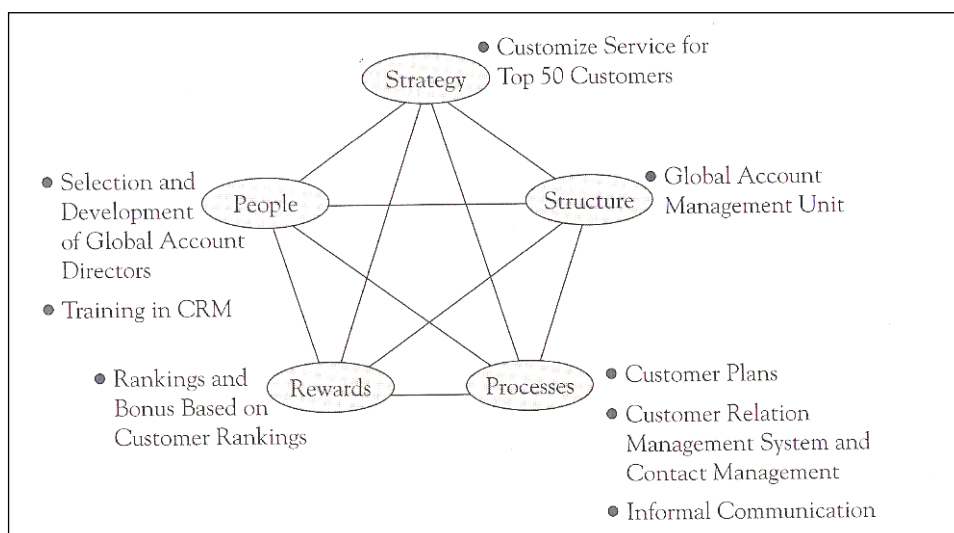 Strategy
● Customize Service for
Top 50 Customers
● Selection and
Development
of Global Account
Directors
● Training in CRM
People
Structure
● Global Account
Management Unit
● Rankings and
Bonus Based on
Customer Rankings
Rewards
Processes
● Customer Plans
● Customer Relation
Management System and
Contact Management
● Informal Communication